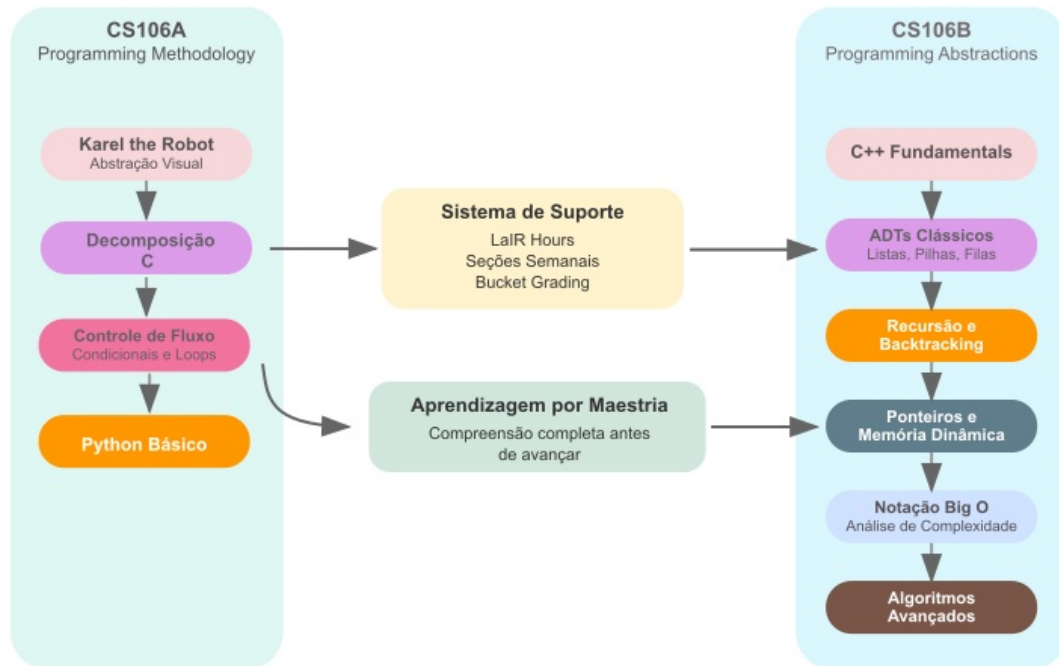 CS106A
Programming Methodology
Karel the Robot
Abstração Visual
Decomposição
C
Controle de Fluxo
Condicionais e Loops
Python Básico
Sistema de Suporte
LaIR Hours
Seções Semanais
Bucket Grading
Aprendizagem por Maestria
Compreensão completa antes
de avançar
CS106B
Programming Abstractions
C++ Fundamentals
ADTs Clássicos
Listas, Pilhas, Filas
Recursão e
Backtracking
Ponteiros e
Memória Dinâmica
Notação Big O
Análise de Complexidade
Algoritmos
Avançados